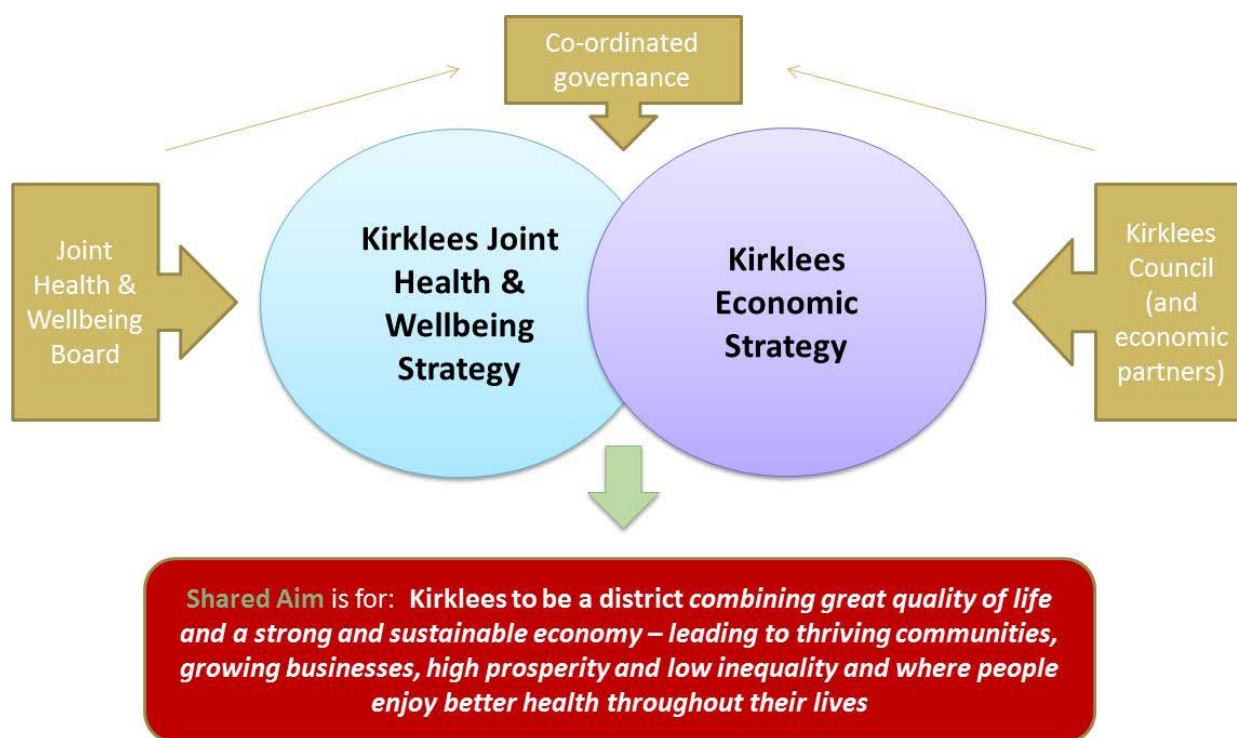 Co-ordinated
governance
Joint
Health &
Wellbeing
Board
Kirklees Joint
Health &
Wellbeing
Strategy
Kirklees
Economic
Strategy
Kirklees
Council
(and
economic
partners)
Shared Aim is for: Kirklees to be a district combining great quality of life
and a strong and sustainable economy – leading to thriving communities,
growing businesses, high prosperity and low inequality and where people
enjoy better health throughout their lives